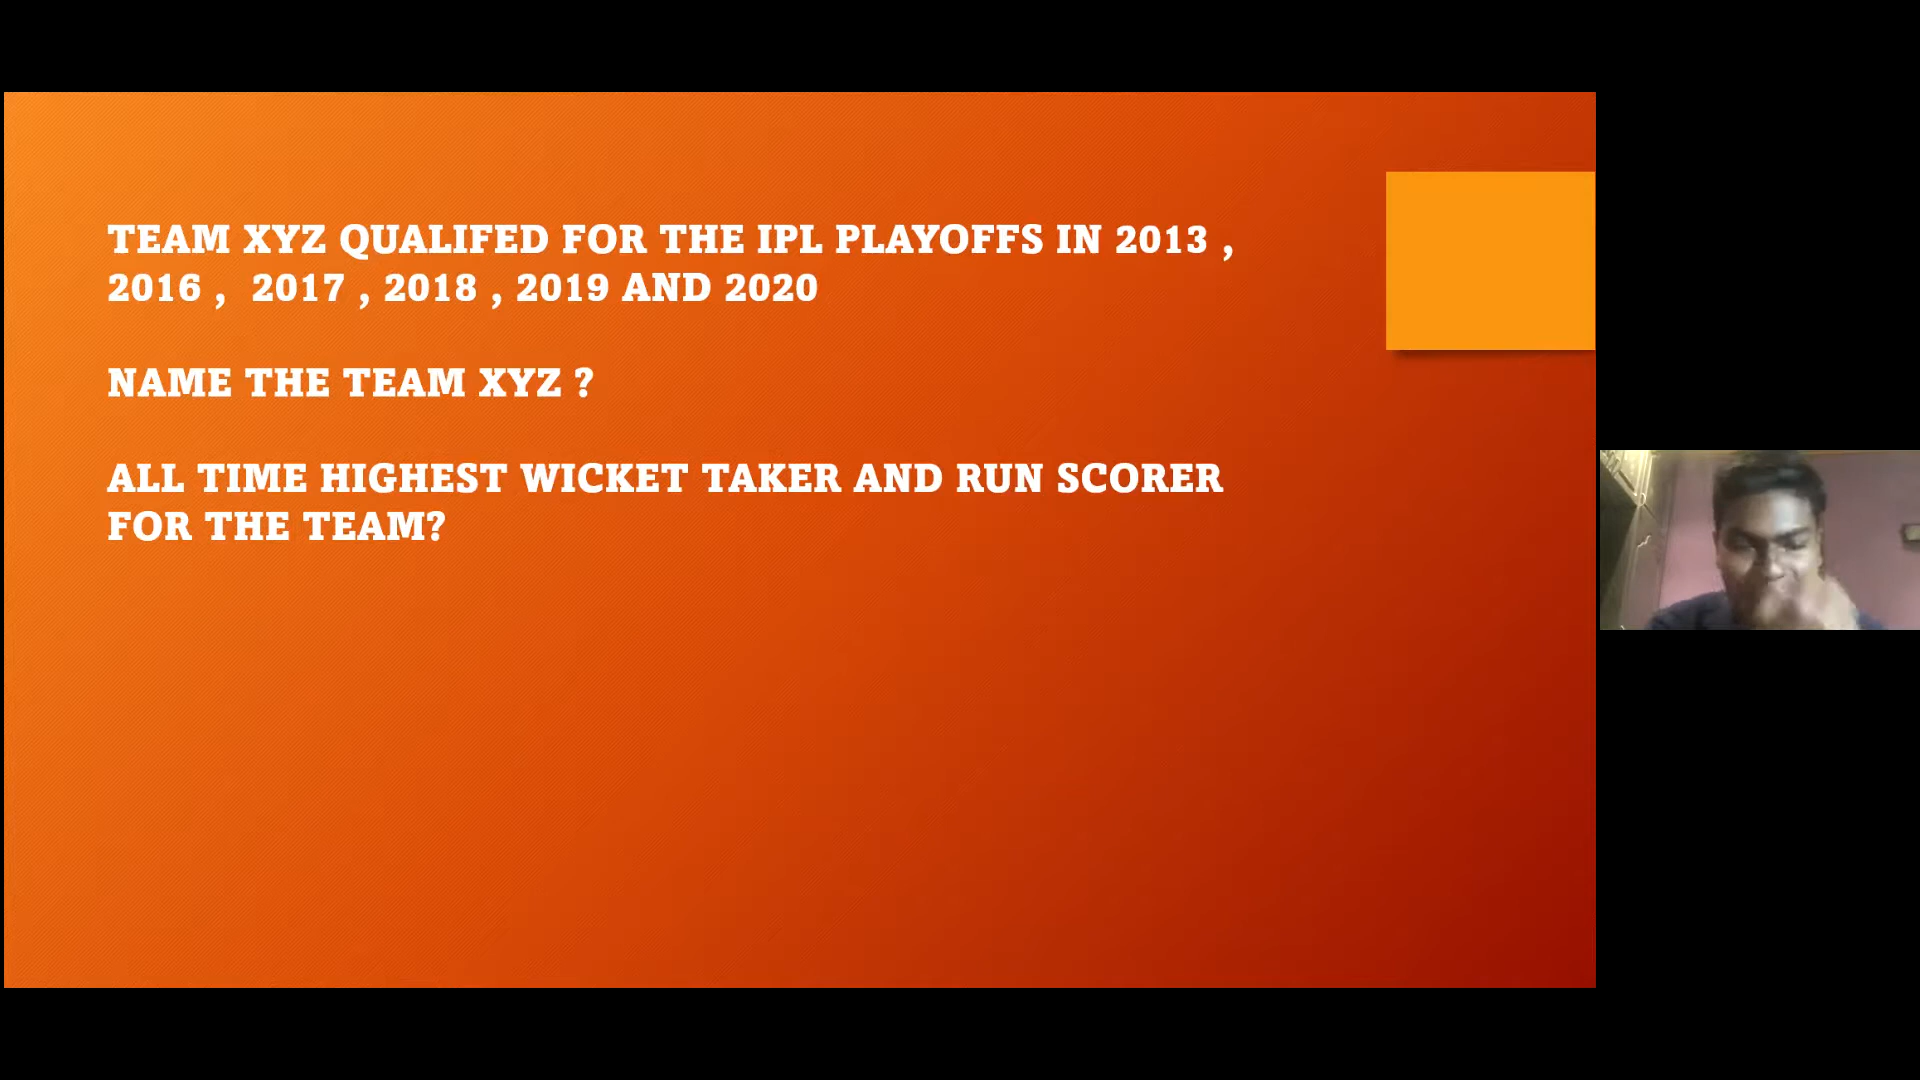 TEAM XYZ QUALIFED FOR THE IPL PLAYOFFS IN 2013 ,
2016 ,  2017 , 2018 , 2019 AND 2020
NAME THE TEAM XYZ ?
ALL TIME HIGHEST WICKET TAKER AND RUN SCORER
FOR THE TEAM?